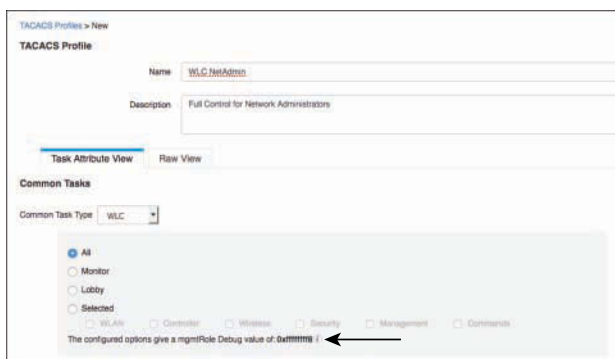 TACACS Profiles > New
TACACS Profile
Name WLC NetAdmin
Description Full Control for Network Administrators
Task Attribute View Raw View
Common Tasks
Common Task Type WLC
All
Monitor
Lobby
Selected
WLAN Controller Wireless Security Management Commands
The configured options give a mgmtRole Debug value of: 0xfffffff8 i